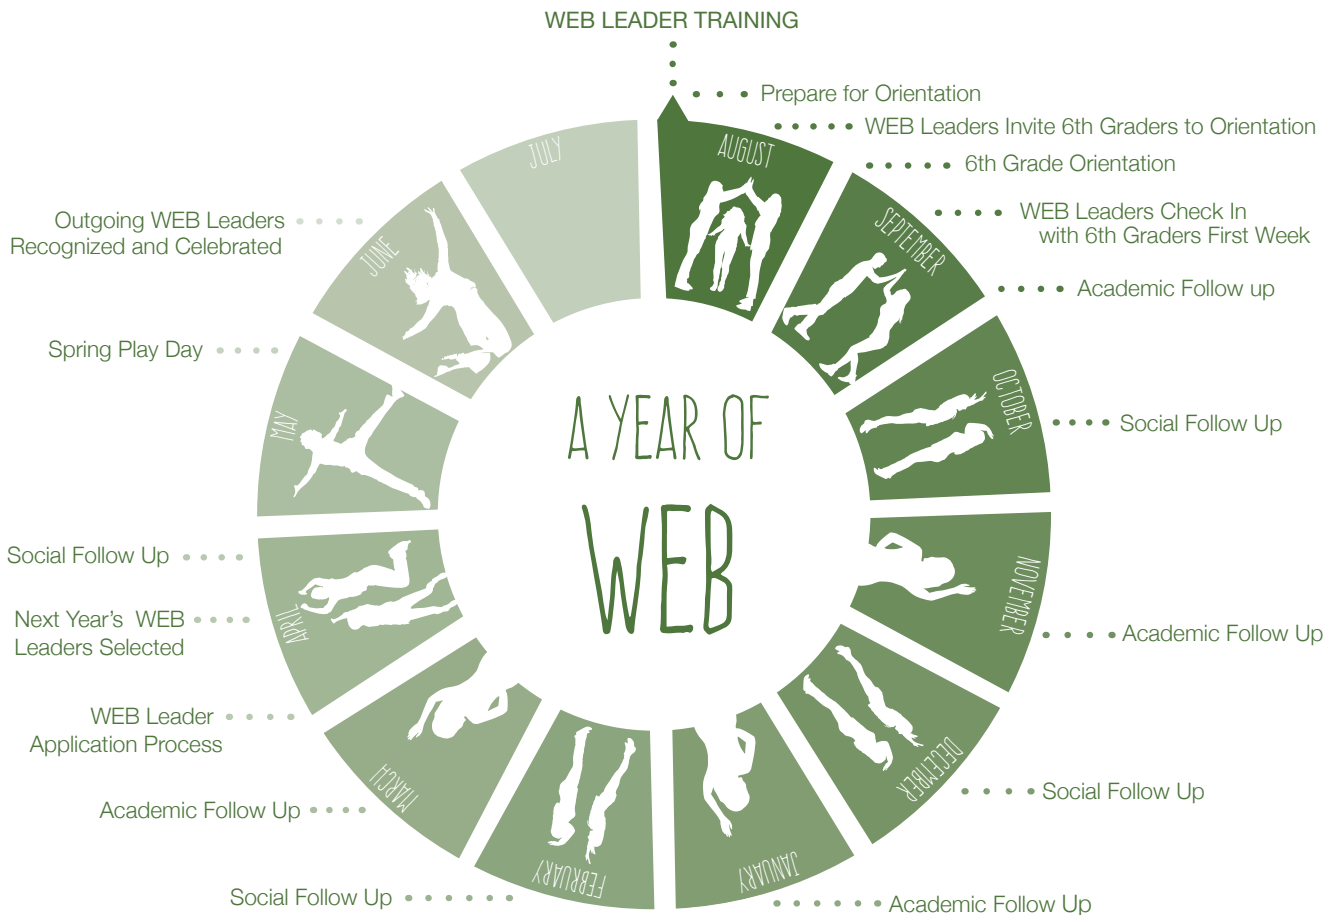 WEB LEADER TRAINING
Prepare for Orientation
WEB Leaders Invite 6th Graders to Orientation
6th Grade Orientation
WEB Leaders Check In
with 6th Graders First Week
Academic Follow up
Social Follow Up
Academic Follow Up
Social Follow Up
Academic Follow Up
Social Follow Up
Academic Follow Up
WEB Leader
Application Process
Next Year's WEB
Leaders Selected
Social Follow Up
Spring Play Day
Outgoing WEB Leaders
Recognized and Celebrated
AUGUST
SEPTEMBER
OCTOBER
NOVEMBER
DECEMBER
JANUARY
FEBRUARY
MARCH
APRIL
MAY
JUNE
JULY
A YEAR OF
WEB